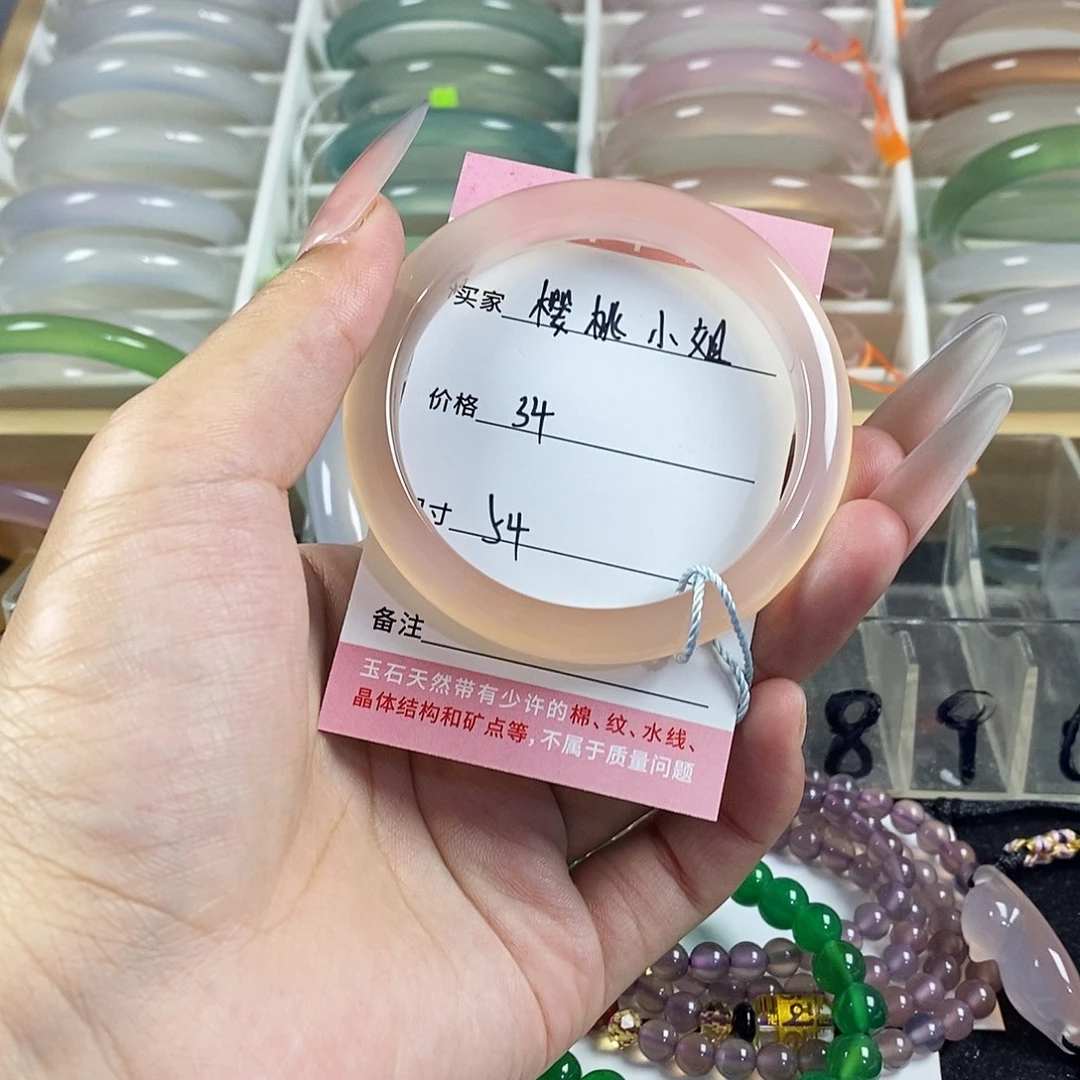 买家 樱桃小姐
价格 34
寸 54
备注
玉石天然带有少许的棉、纹、水线、
晶体结构和矿点等,不属于质量问题
8 9